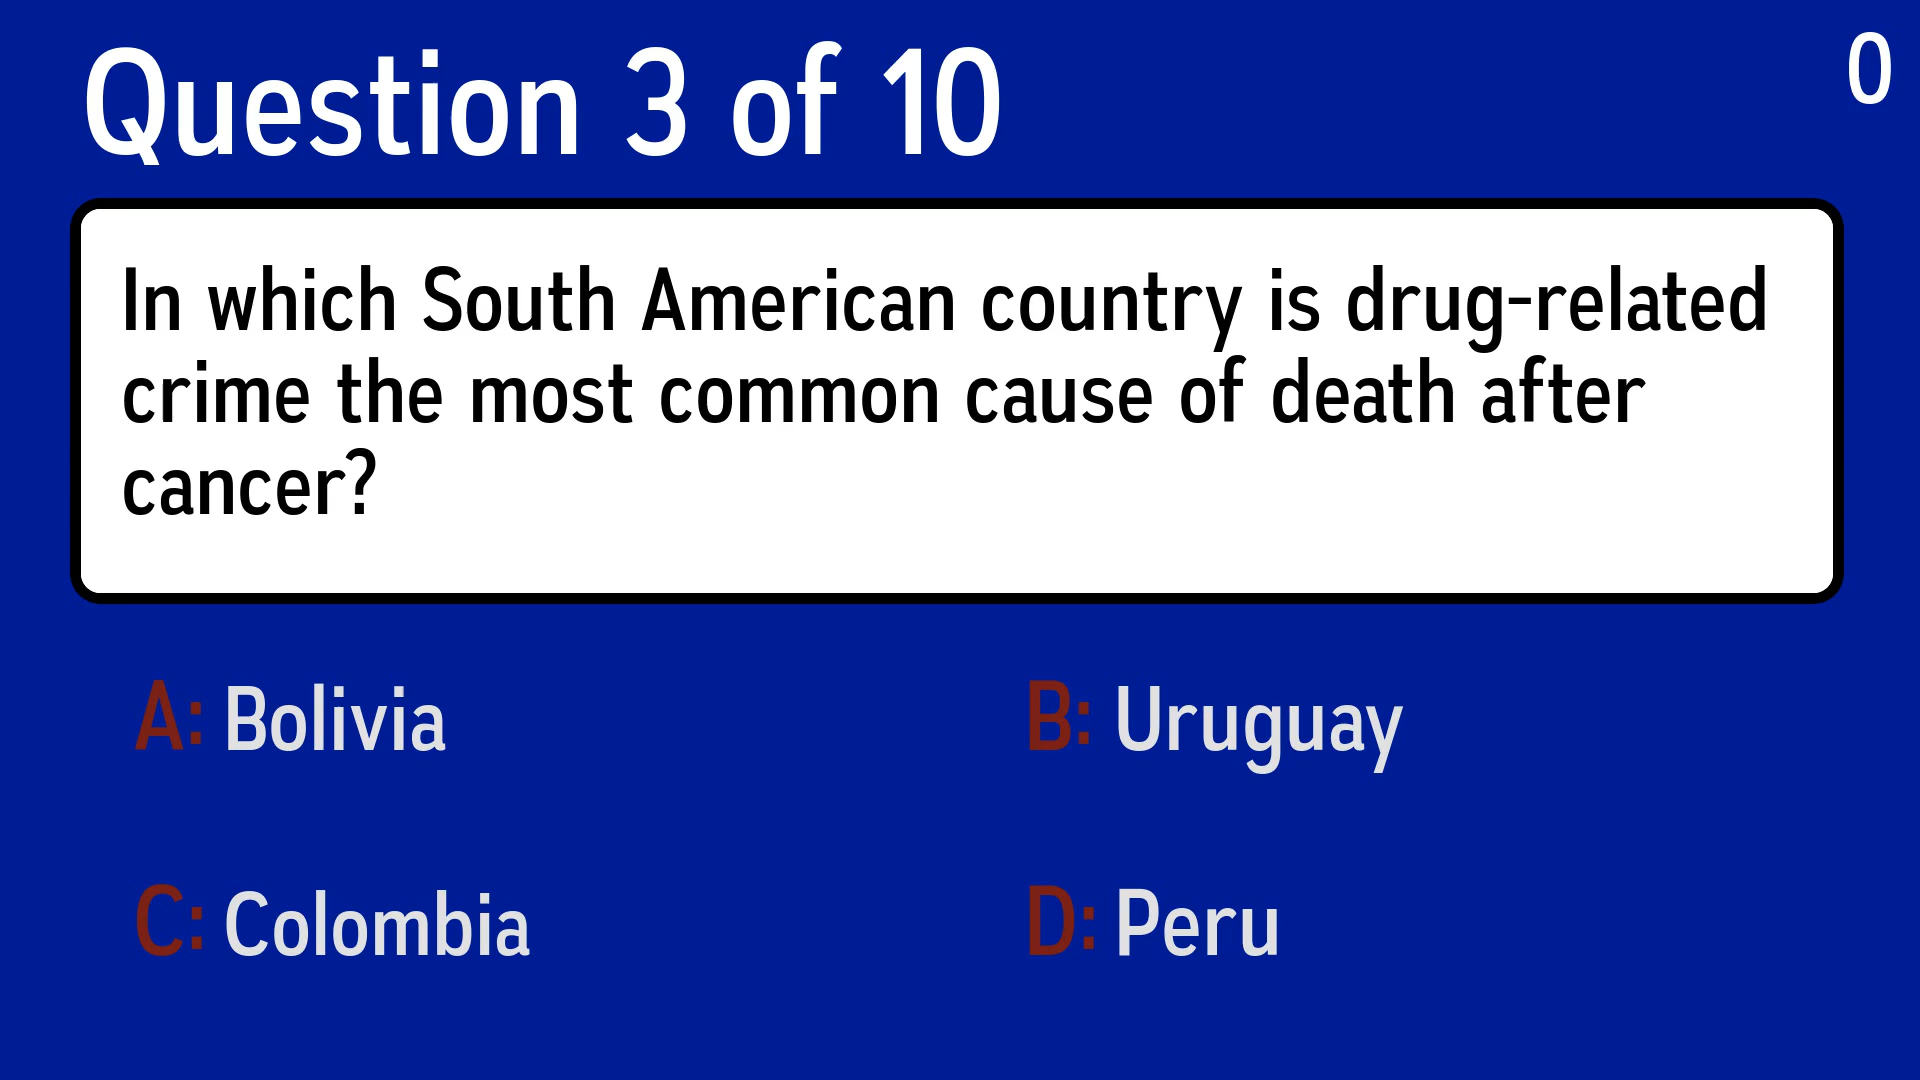 Question 3 of 10
0
In which South American country is drug-related
crime the most common cause of death after
cancer?
A: Bolivia
B: Uruguay
C: Colombia
D: Peru